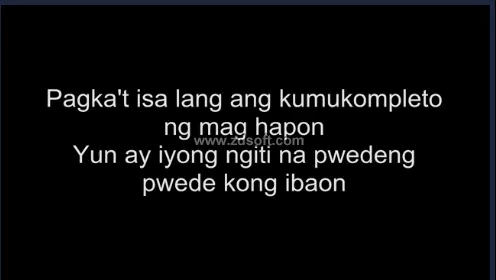 Pagka't isa lang ang kumukompleto
ng mag hapon
www.zdsoft.com
Yun ay iyong ngiti na pwedeng
pwede kong ibaon